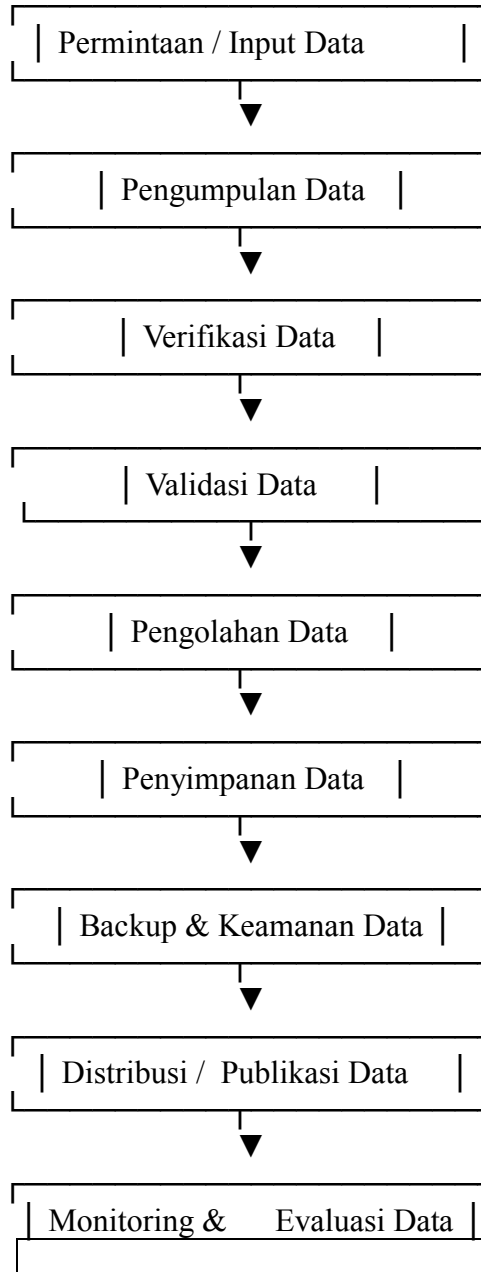 Permintaan / Input Data
Pengumpulan Data
Verifikasi Data
Validasi Data
Pengolahan Data
Penyimpanan Data
Backup & Keamanan Data
Distribusi / Publikasi Data
Monitoring & Evaluasi Data